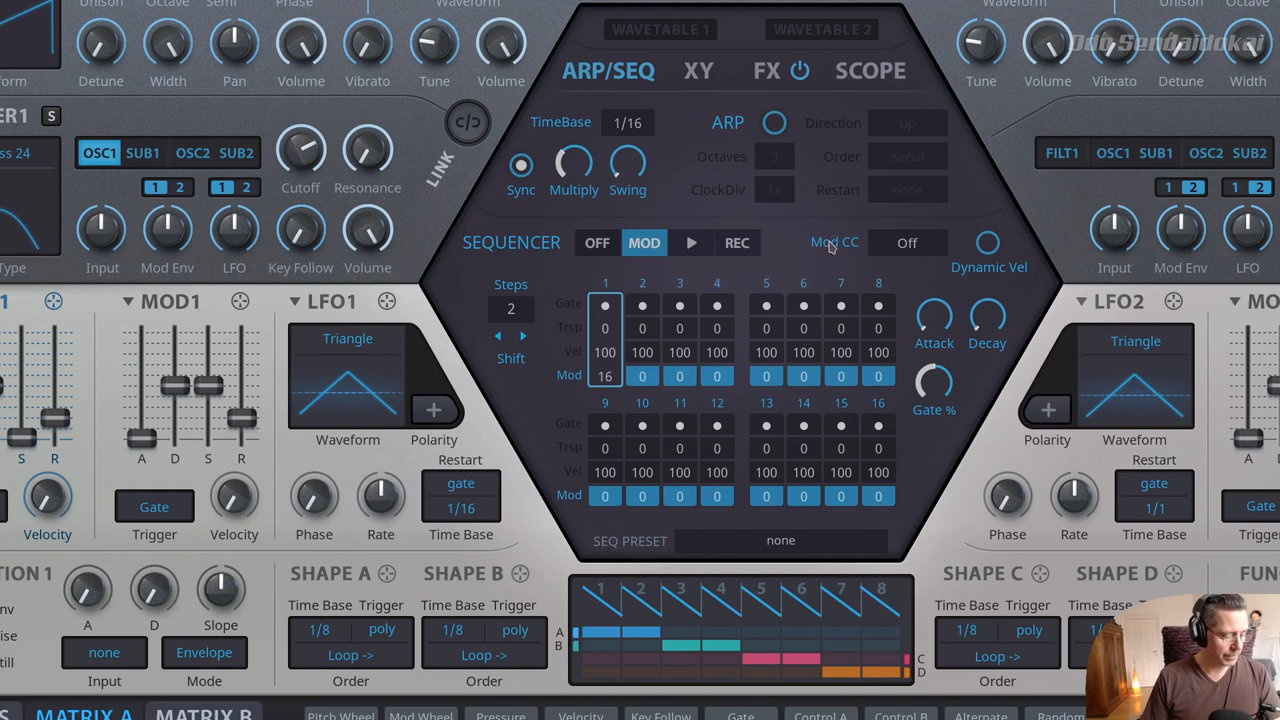 Unison Octave Semi Phase Waveform
Detune Width Pan Volume Vibrato Tune Volume
WAVETABLE 1 WAVETABLE 2
ARP/SEQ XY FX SCOPE
Waveform Octave Unison
Odo Sendaidokai
Tune Volume Vibrato Detune Width
S
OSC1 SUB1 OSC2 SUB2
1 2 1 2
Cutoff Resonance
LINK
Input Mod Env LFO Key Follow Volume
TimeBase 1/16 ARP Direction up
Octaves 3 Order serial
Sync Multiply Swing ClockDiv 1x Restart none
SEQUENCER OFF MOD REC Mod CC Off
Dynamic Vel
FILT1 OSC1 SUB1 OSC2 SUB2
1 2 1 2
Input Mod Env LFO
Steps
2
Shift
1 2 3 4 5 6 7 8
Gate
Trsp 0 0 0 0 0 0 0 0
Vel 100 100 100 100 100 100 100 100
Mod 16 0 0 0 0 0 0 0
9 10 11 12 13 14 15 16
Gate
Trsp 0 0 0 0 0 0 0 0
Vel 100 100 100 100 100 100 100 100
Mod 0 0 0 0 0 0 0 0
Attack Decay
Gate %
SEQ PRESET none
MOD1 LFO1
S R A D S R
Triangle
Waveform Polarity
Restart
Velocity
Gate
Trigger Velocity
Phase Rate
gate
1/16
Time Base
LFO2
Triangle
Polarity Waveform
Restart
Phase Rate
gate
1/1
Time Base
A
Gate
A D Slope
none Envelope
Input Mode
SHAPE A SHAPE B
Time Base Trigger Time Base Trigger
1/8 poly 1/8 poly
Loop -> Loop ->
Order Order
1 2 3 4 5 6 7 8
A
B
C
D
SHAPE C SHAPE D
Time Base Trigger
1/8 poly
Loop ->
Order
MATRIX A MATRIX B Pitch Wheel Mod Wheel Pressure Velocity Key Follow Gate Control A Control B Alternate